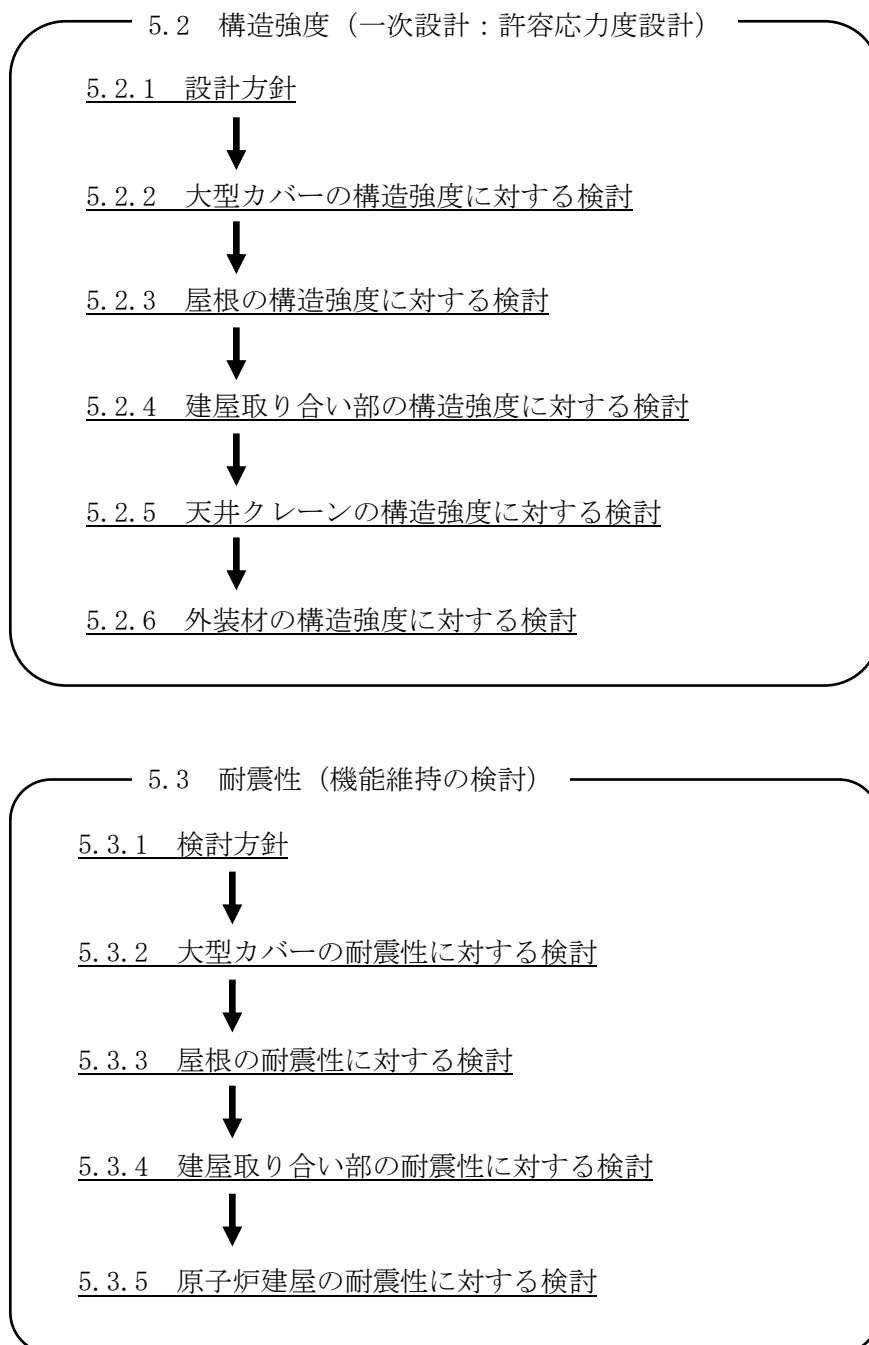 5.2 構造強度（一次設計：許容応力度設計）
5.2.1 設計方針
5.2.2 大型カバーの構造強度に対する検討
5.2.3 屋根の構造強度に対する検討
5.2.4 建屋取り合い部の構造強度に対する検討
5.2.5 天井クレーンの構造強度に対する検討
5.2.6 外装材の構造強度に対する検討
5.3 耐震性（機能維持の検討）
5.3.1 検討方針
5.3.2 大型カバーの耐震性に対する検討
5.3.3 屋根の耐震性に対する検討
5.3.4 建屋取り合い部の耐震性に対する検討
5.3.5 原子炉建屋の耐震性に対する検討